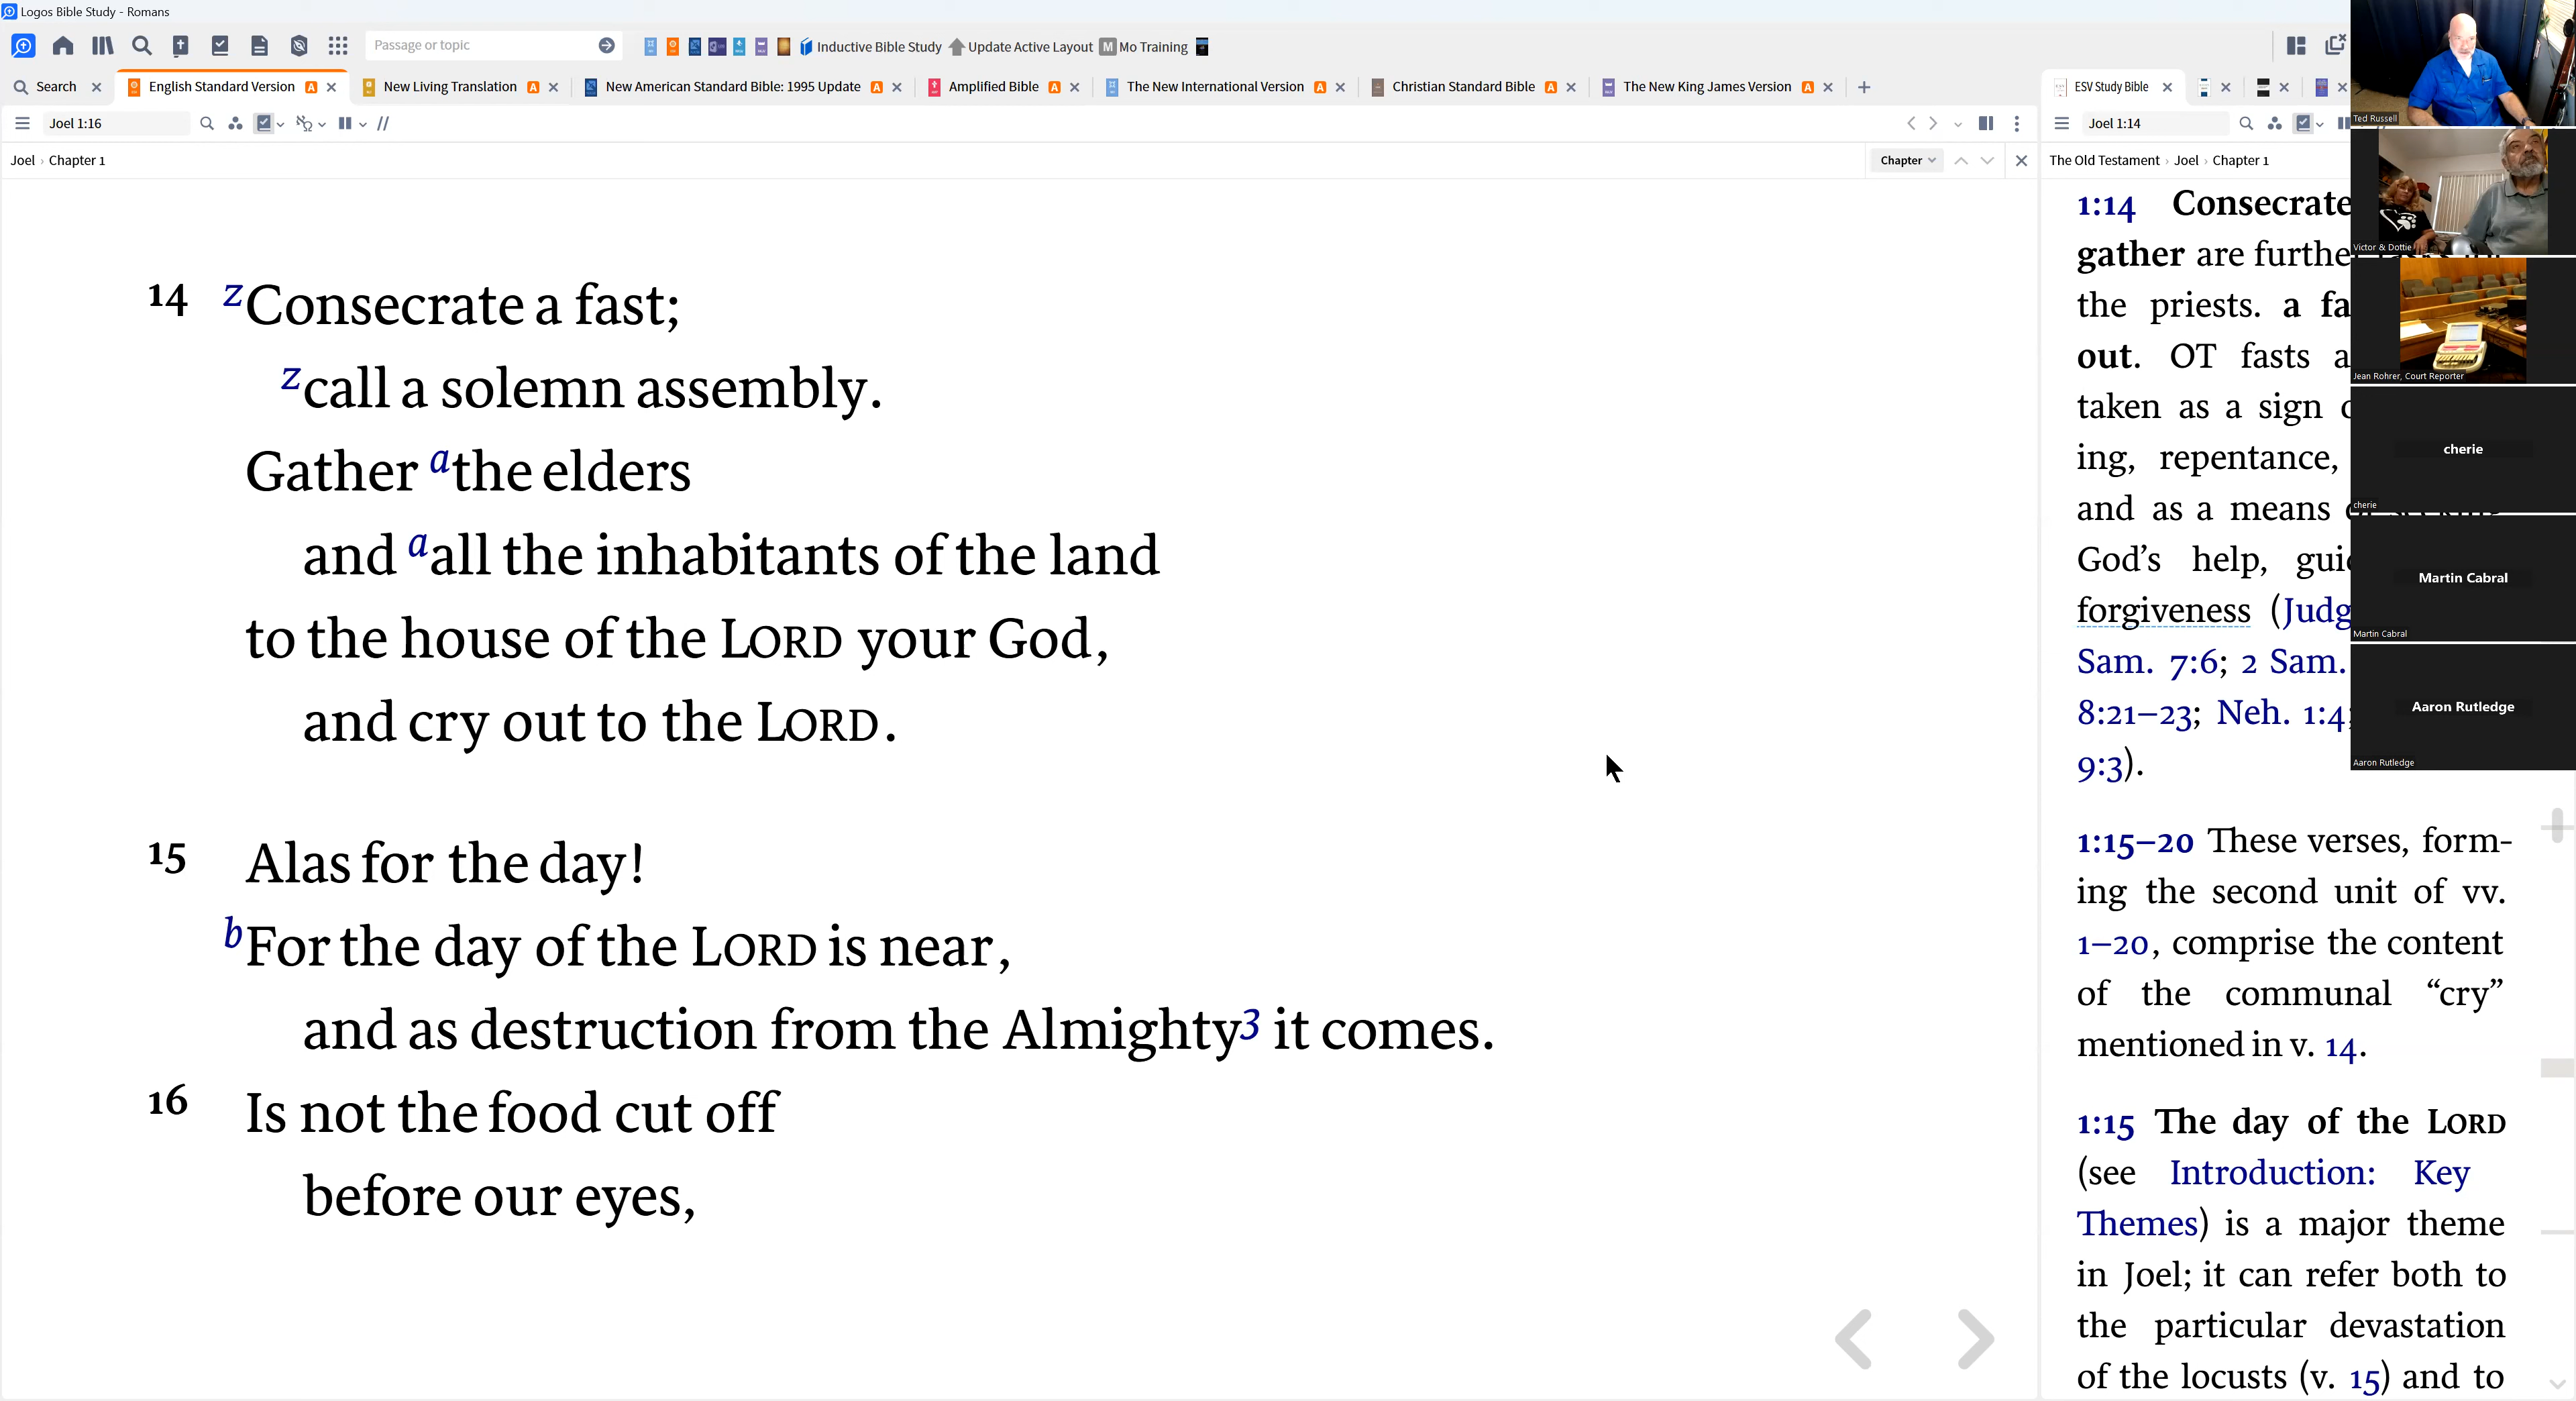 Logos Bible Study - Romans
Passage or topic
Inductive Bible Study
Update Active Layout
M Mo Training
Search
English Standard Version A
New Living Translation A
New American Standard Bible: 1995 Update A
Amplified Bible A
The New International Version A
Christian Standard Bible A
The New King James Version A
ESV Study Bible
Joel 1:16
Joel 1:14
Joel › Chapter 1
Chapter
The Old Testament › Joel › Chapter 1
14 zConsecrate a fast;
zcall a solemn assembly.
Gather athe elders
and aall the inhabitants of the land
to the house of the LORD your God,
and cry out to the LORD.
15 Alas for the day!
bFor the day of the LORD is near,
and as destruction from the Almighty3 it comes.
16 Is not the food cut off
before our eyes,
1:14 Consecrate
gather are further
the priests. a fa
out. OT fasts a
taken as a sign o
ing, repentance,
and as a means
God's help, guid
forgiveness (Judg
Sam. 7:6; 2 Sam.
8:21–23; Neh. 1:4;
9:3).
1:15–20 These verses, form-
ing the second unit of vv.
1–20, comprise the content
of the communal “cry”
mentioned in v. 14.
1:15 The day of the LORD
(see Introduction: Key
Themes) is a major theme
in Joel; it can refer both to
the particular devastation
of the locusts (v. 15) and to
Ted Russell
Victor & Dottie
Jean Rohrer, Court Reporter
cherie
cherie
Martin Cabral
Martin Cabral
Aaron Rutledge
Aaron Rutledge